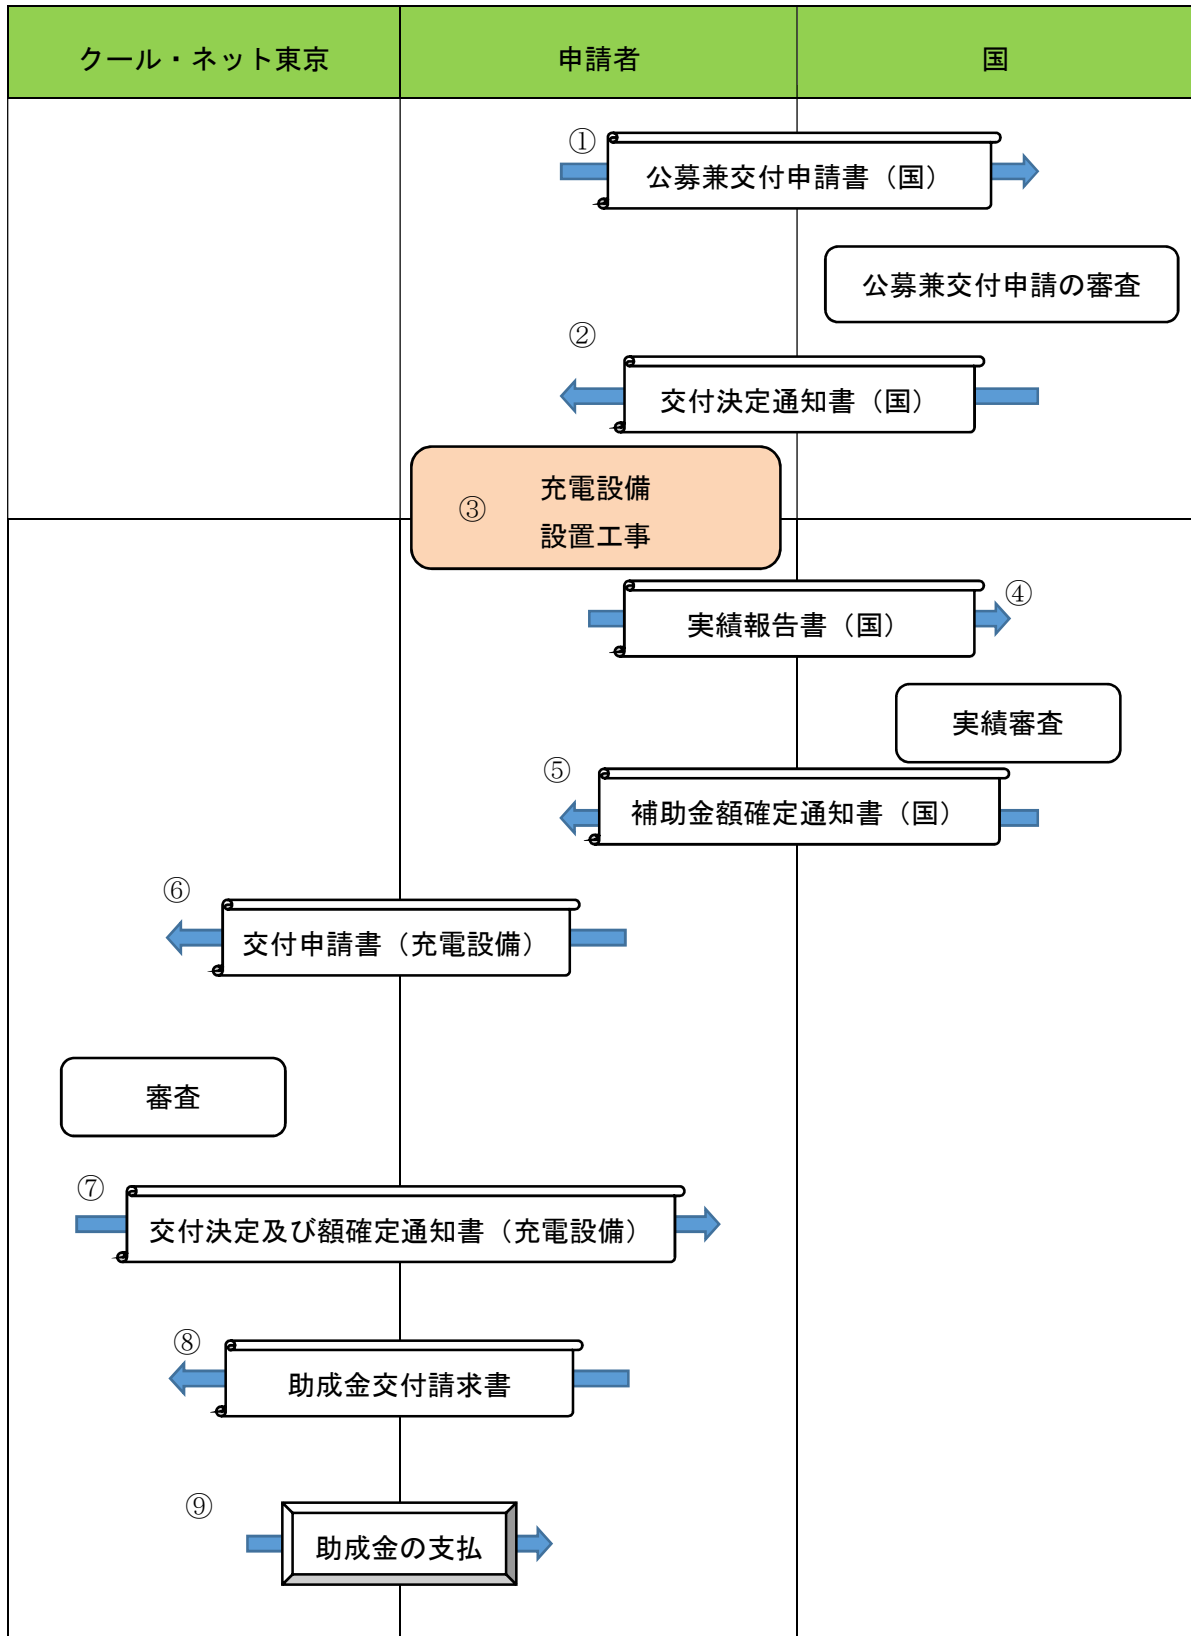 クール・ネット東京
申請者
国
①
公募兼交付申請書（国）
公募兼交付申請の審査
②
交付決定通知書（国）
③
充電設備
設置工事
④
実績報告書（国）
実績審査
⑤
補助金額確定通知書（国）
⑥
交付申請書（充電設備）
審査
⑦
交付決定及び額確定通知書（充電設備）
⑧
助成金交付請求書
⑨
助成金の支払